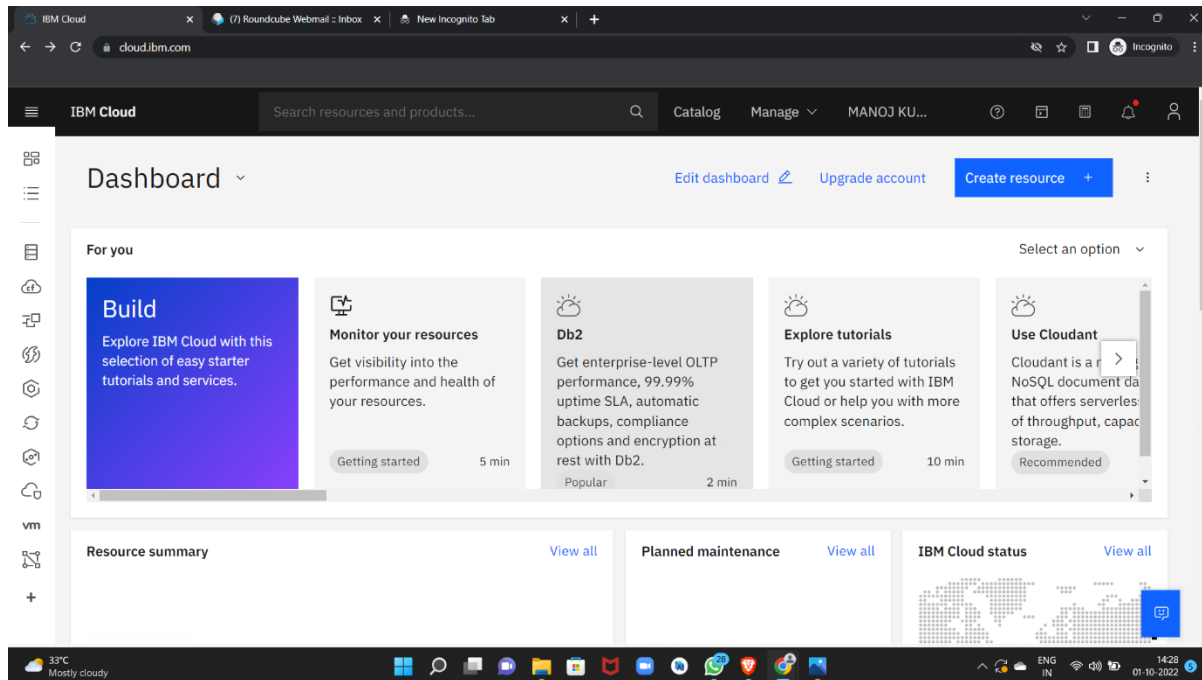 IBM Cloud
(7) Roundcube Webmail :: Inbox
New Incognito Tab
cloud.ibm.com
Incognito
IBM Cloud
Search resources and products...
Catalog
Manage
MANOJ KU...
Dashboard
Edit dashboard
Upgrade account
Create resource +
For you
Select an option
Build
Explore IBM Cloud with this
selection of easy starter
tutorials and services.
Monitor your resources
Get visibility into the
performance and health of
your resources.
Getting started
5 min
Db2
Get enterprise-level OLTP
performance, 99.99%
uptime SLA, automatic
backups, compliance
options and encryption at
rest with Db2.
Popular
2 min
Explore tutorials
Try out a variety of tutorials
to get you started with IBM
Cloud or help you with more
complex scenarios.
Getting started
10 min
Use Cloudant
Cloudant is a
NoSQL document da
that offers serverles
of throughput, capac
storage.
Recommended
vm
Resource summary
View all
Planned maintenance
View all
IBM Cloud status
View all
33°C
Mostly cloudy
28
ENG
IN
14:28
01-10-2022
5